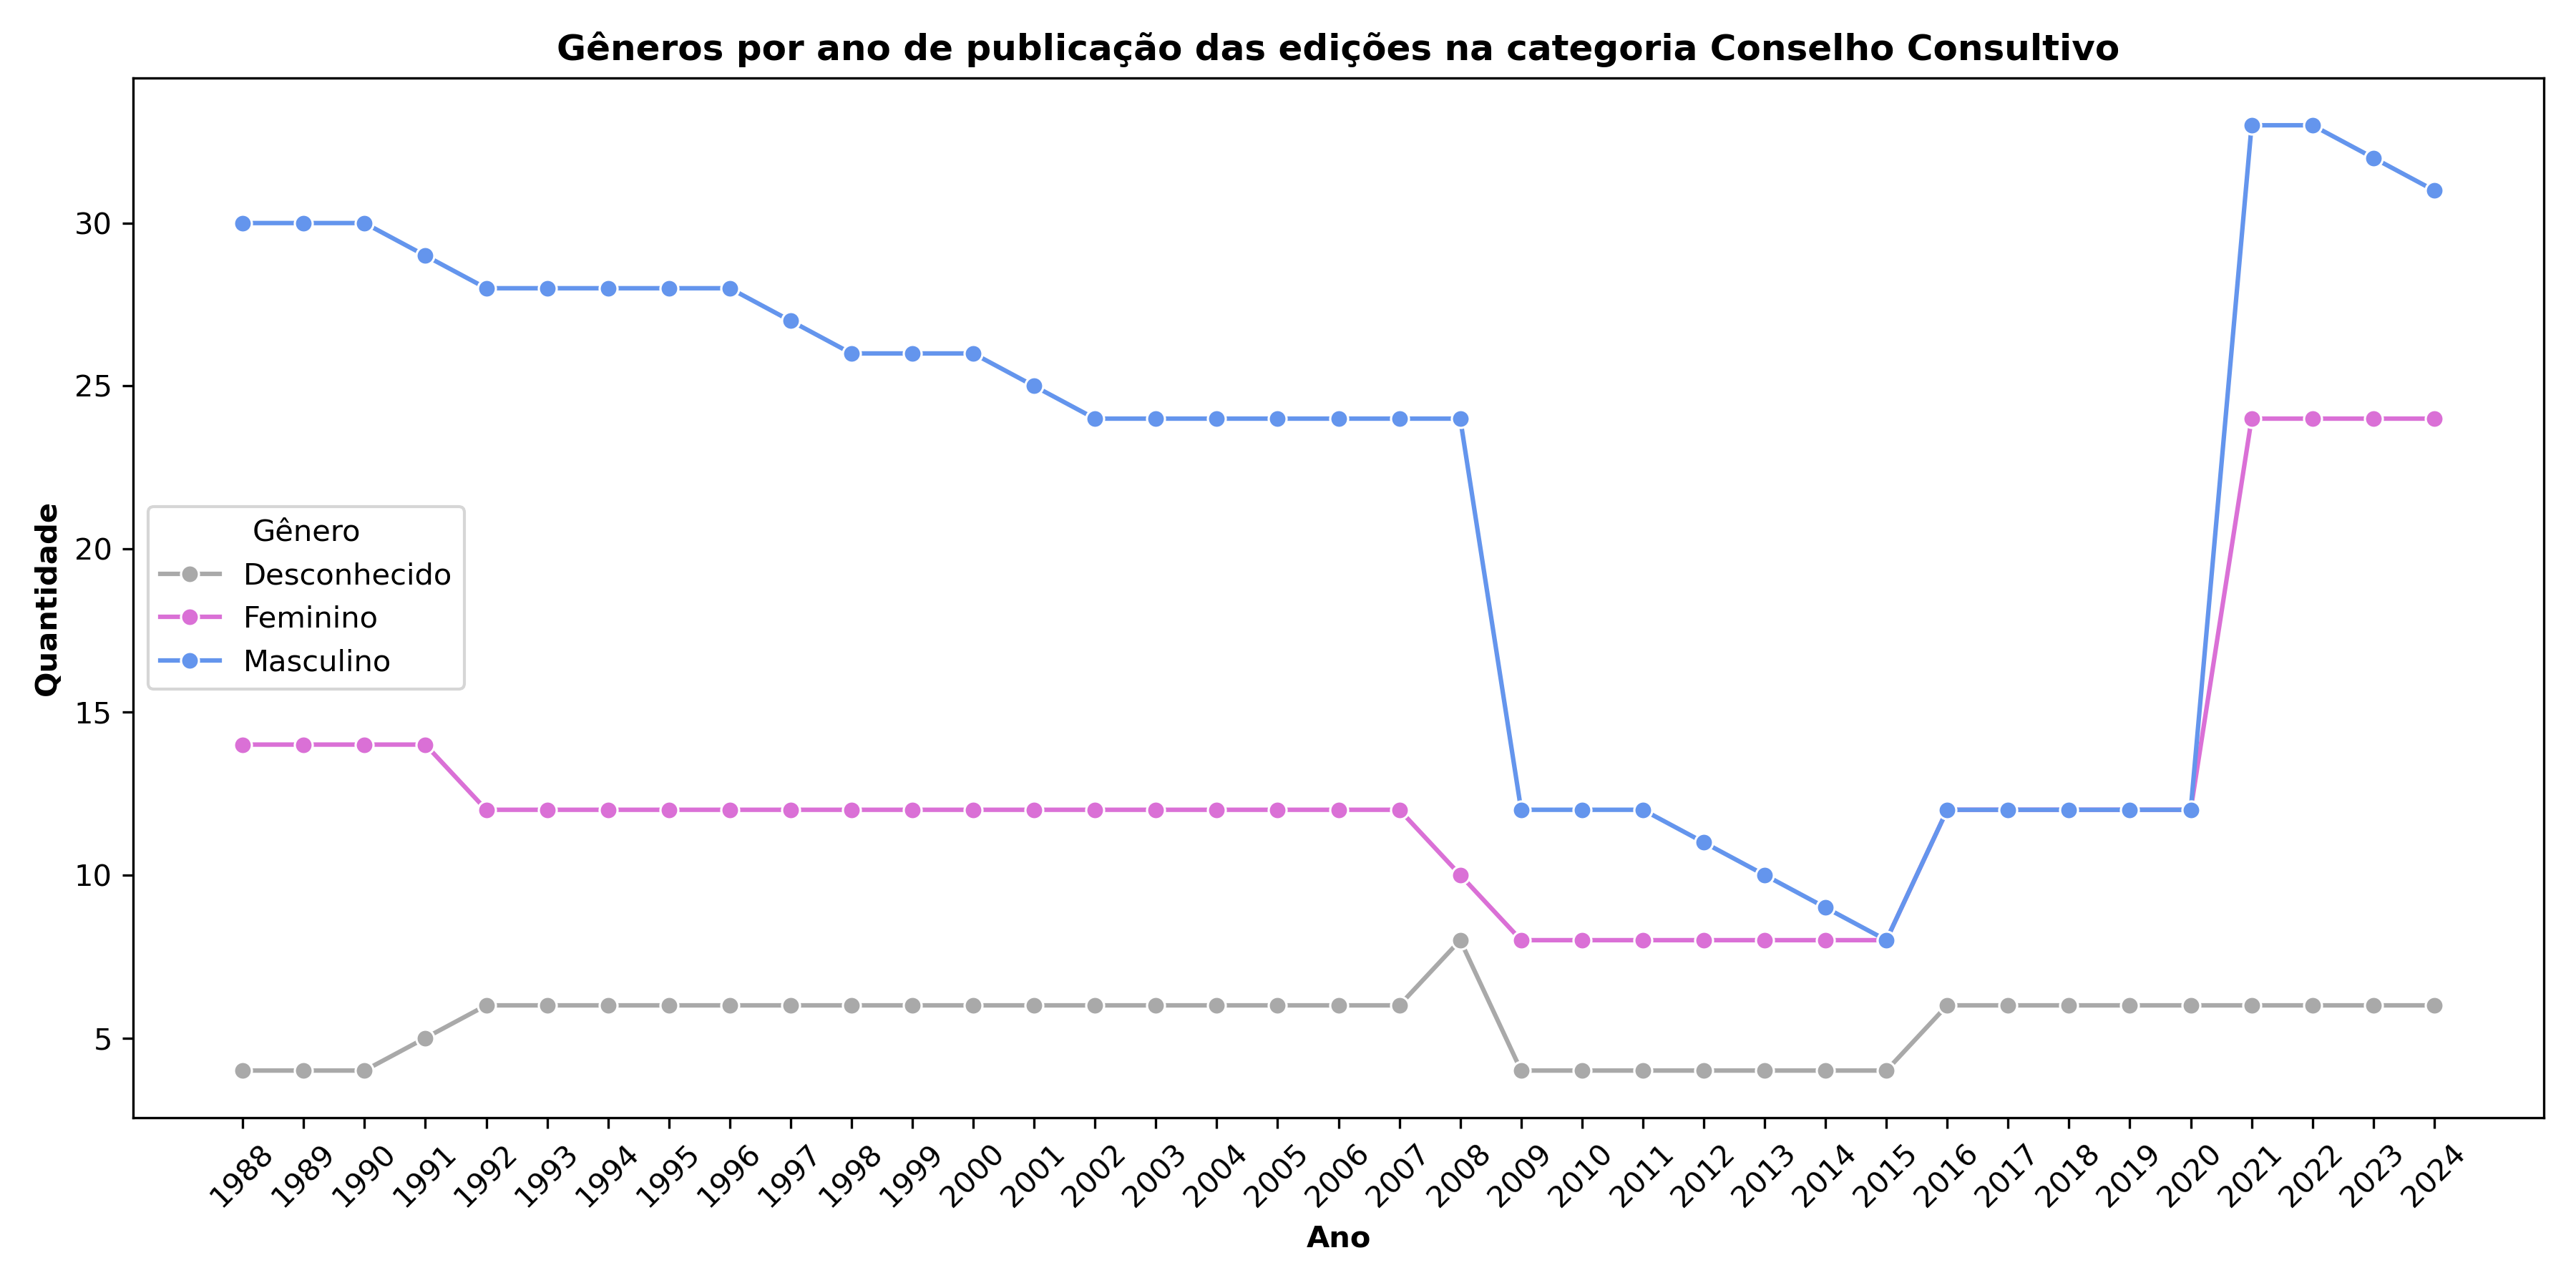 Gêneros por ano de publicação das edições na categoria Conselho Consultivo
30
25
20
15
10
5
Quantidade
Gênero
Desconhecido
Feminino
Masculino
1988 1989 1990 1991 1992 1993 1994 1995 1996 1997 1998 1999 2000 2001 2002 2003 2004 2005 2006 2007 2008 2009 2010 2011 2012 2013 2014 2015 2016 2017 2018 2019 2020 2021 2022 2023 2024
Ano